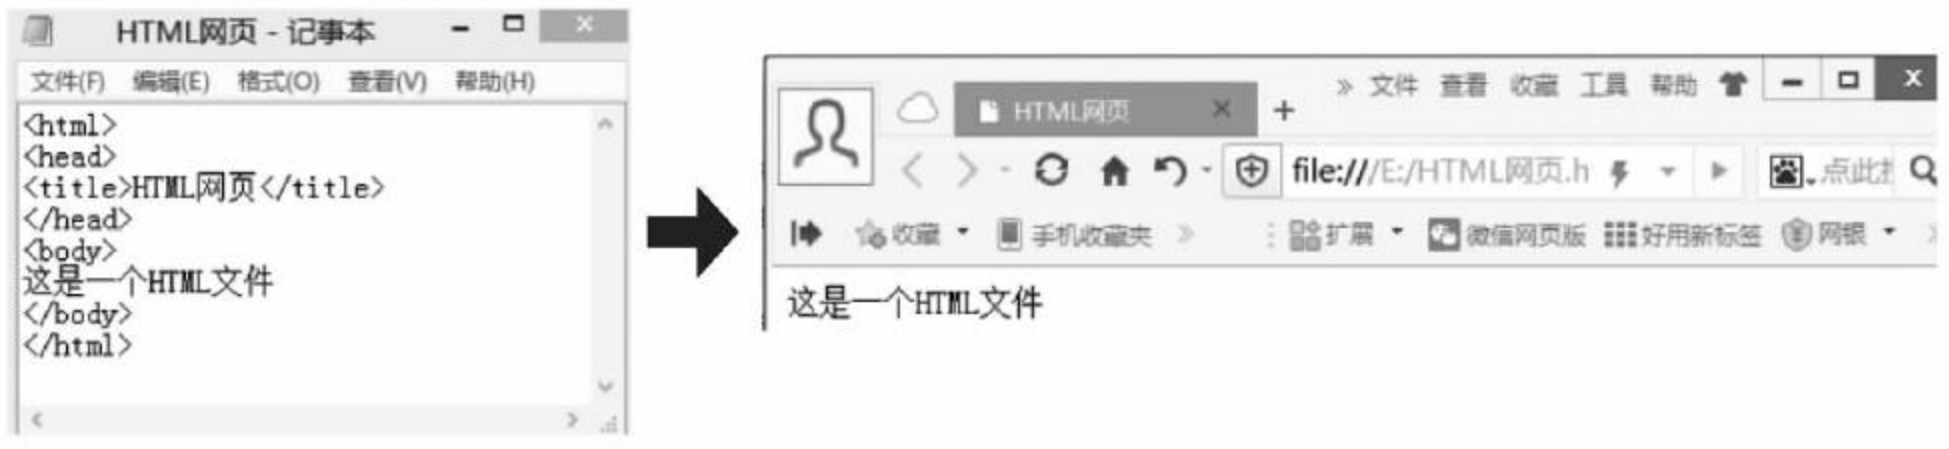 HTML网页 - 记事本
文件(F) 编辑(E) 格式(O) 查看(V) 帮助(H)
<html>
<head>
<title>HTML网页</title>
</head>
<body>
这是一个HTML文件
</body>
</html>
HTML网页
» 文件 查看 收藏 工具 帮助
file:///E:/HTML网页.h
点此
收藏 手机收藏夹 » 扩展 微信网页版 好用新标签 网银
这是一个HTML文件